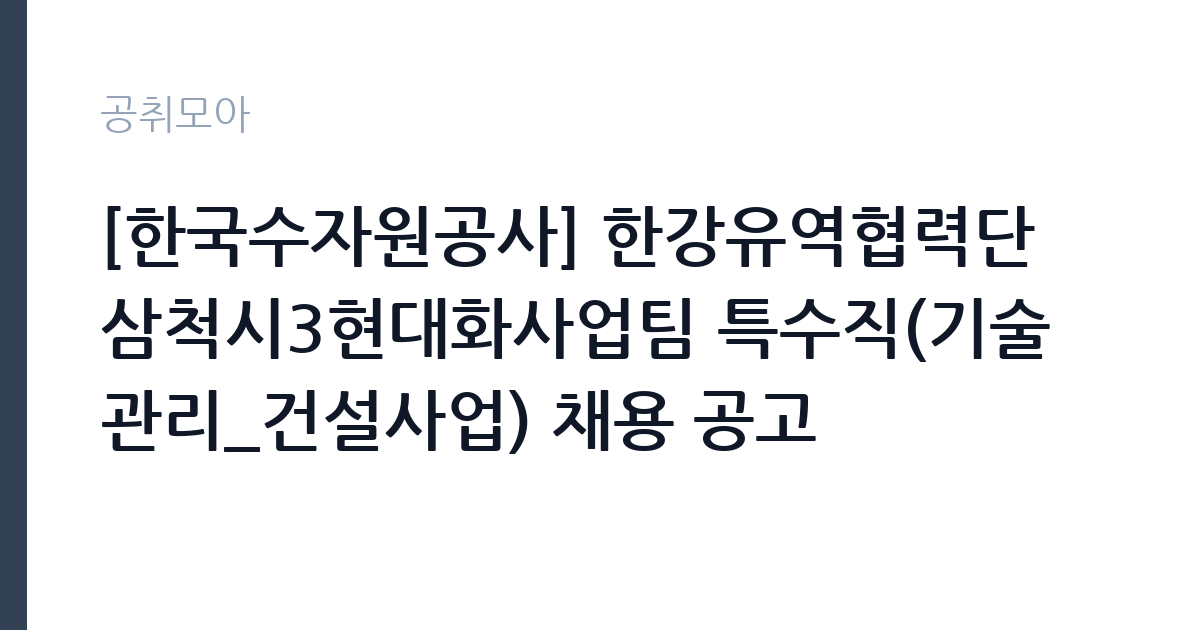 공취모아
[한국수자원공사] 한강유역협력단
삼척시3현대화사업팀 특수직(기술
관리_건설사업) 채용 공고